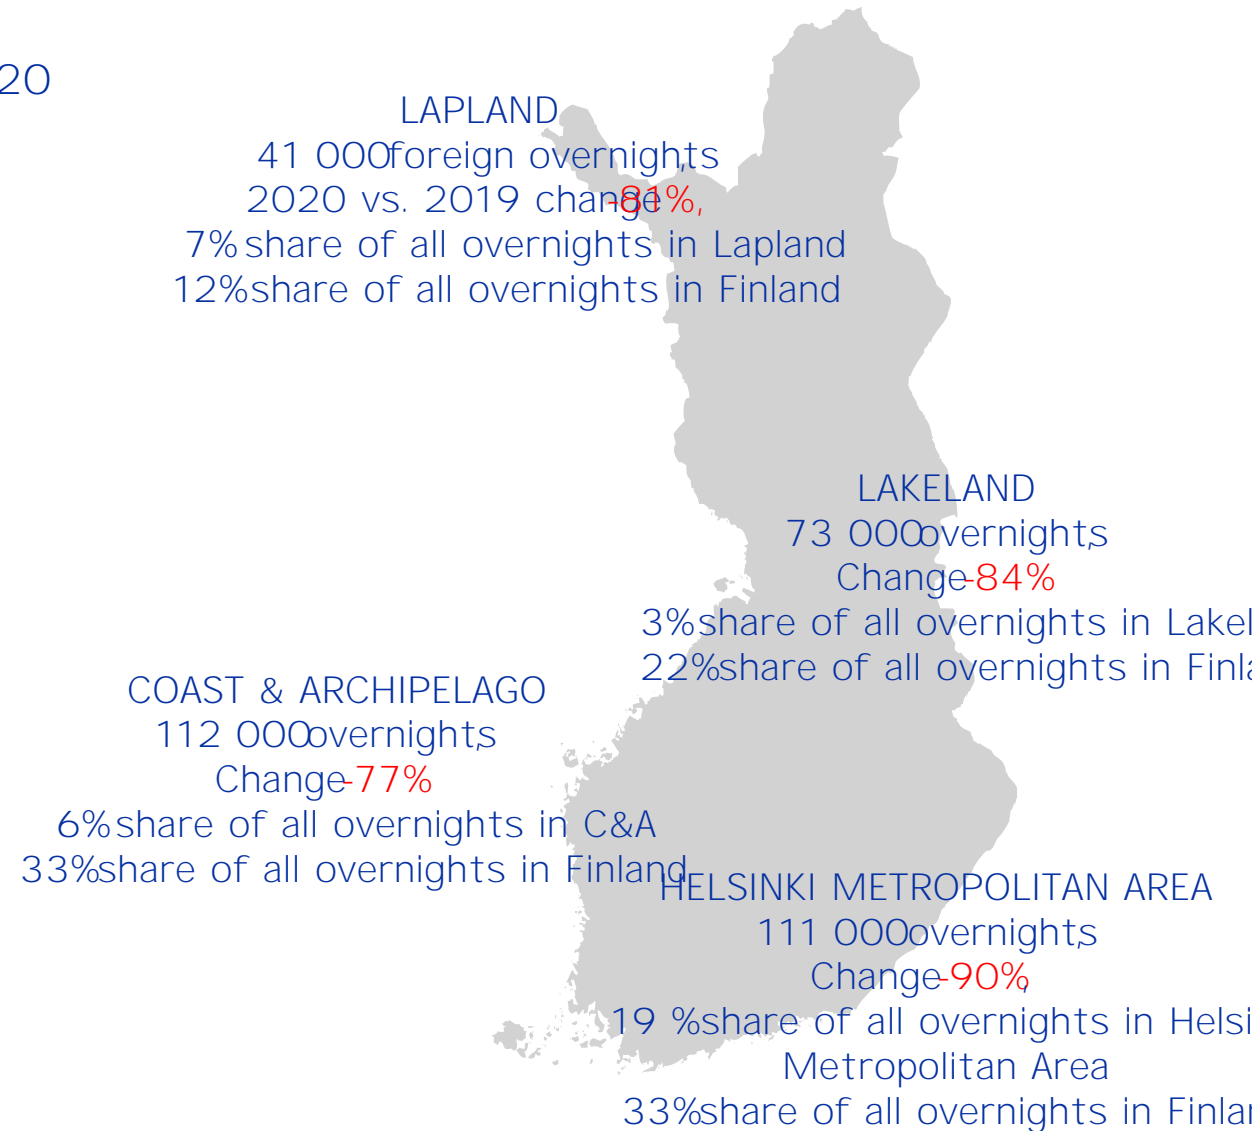 20
LAPLAND
41 000 foreign overnights,
2020 vs. 2019 change -81%,
7% share of all overnights in Lapland
12% share of all overnights in Finland
LAKELAND
73 000 overnights,
Change -84%
3% share of all overnights in Lakel
22% share of all overnights in Finla
COAST & ARCHIPELAGO
112 000 overnights,
Change -77%
6% share of all overnights in C&A
33% share of all overnights in Finland
HELSINKI METROPOLITAN AREA
111 000 overnights,
Change -90%,
19 % share of all overnights in Helsi
Metropolitan Area
33% share of all overnights in Finlan